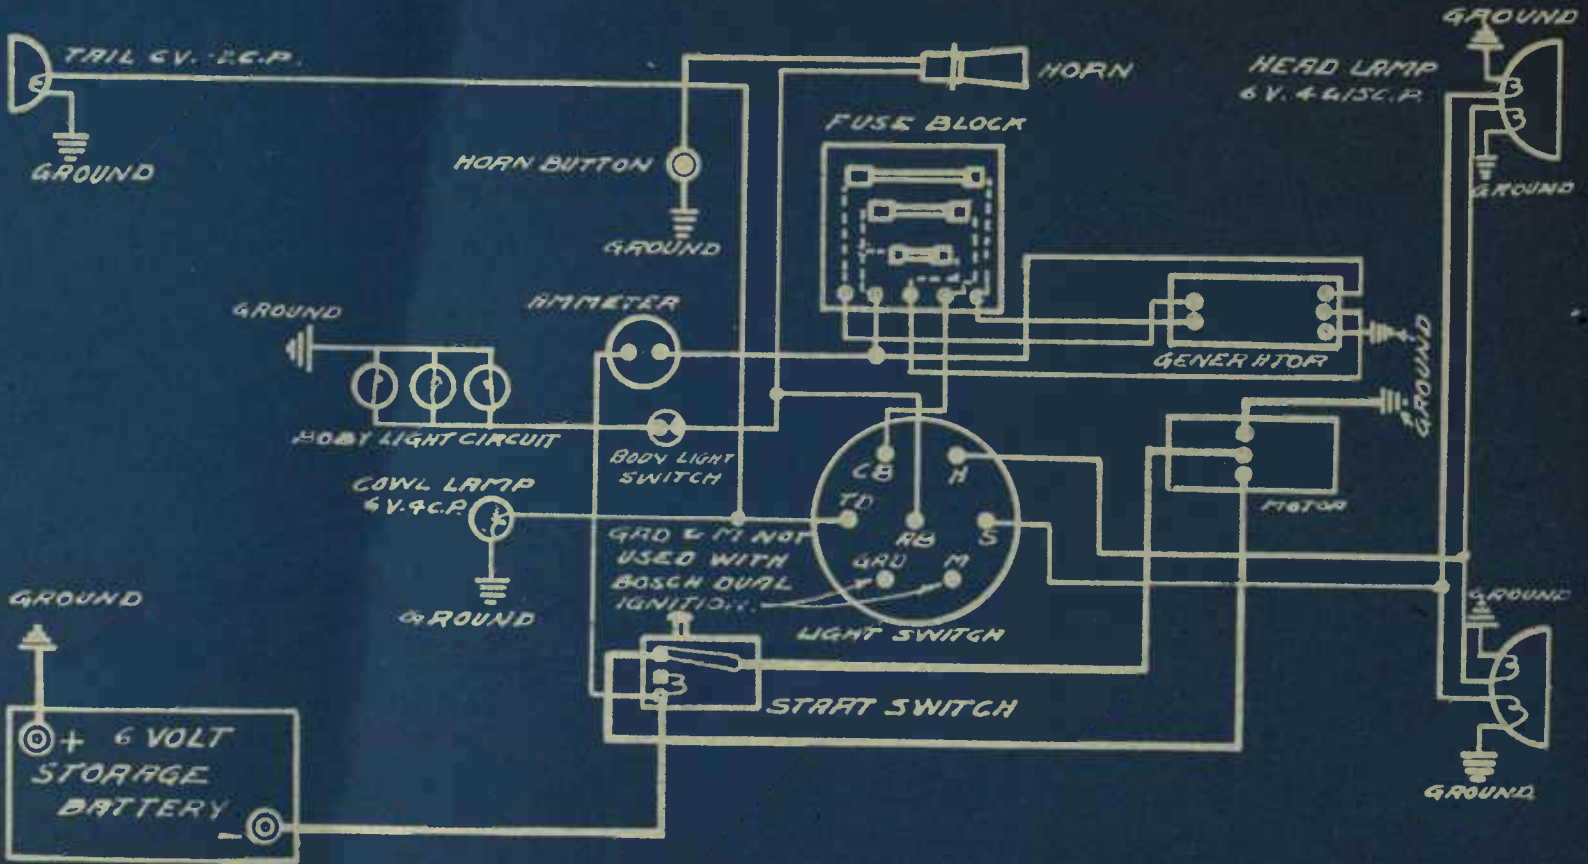 TAIL 6V. 2C.P.
GROUND
HORN BUTTON
GROUND
HORN
FUSE BLOCK
HEAD LAMP
6 V. 4 & 15 C.P.
GROUND
GROUND
GROUND
AMMETER
BODY LIGHT CIRCUIT
BODY LIGHT
SWITCH
GENERATOR
GROUND
GROUND
MOTOR
COWL LAMP
6 V. 4 C.P.
GROUND
GRD & M NOT
USED WITH
BOSCH DUAL
IGNITION.
CB
H
TD
RB
S
GRD
M
LIGHT SWITCH
START SWITCH
GROUND
+ 6 VOLT
STORAGE
BATTERY
-
GROUND
GROUND